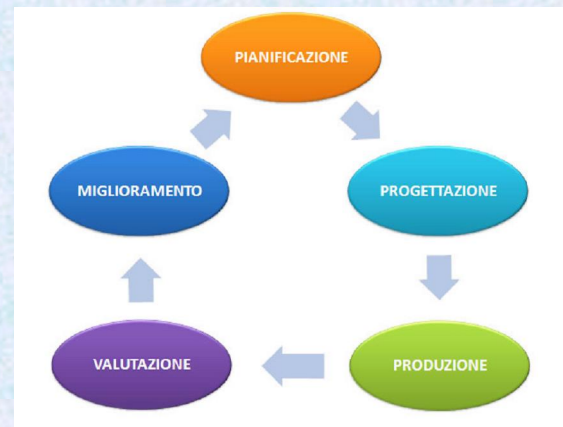 PIANIFICAZIONE
PROGETTAZIONE
PRODUZIONE
VALUTAZIONE
MIGLIORAMENTO